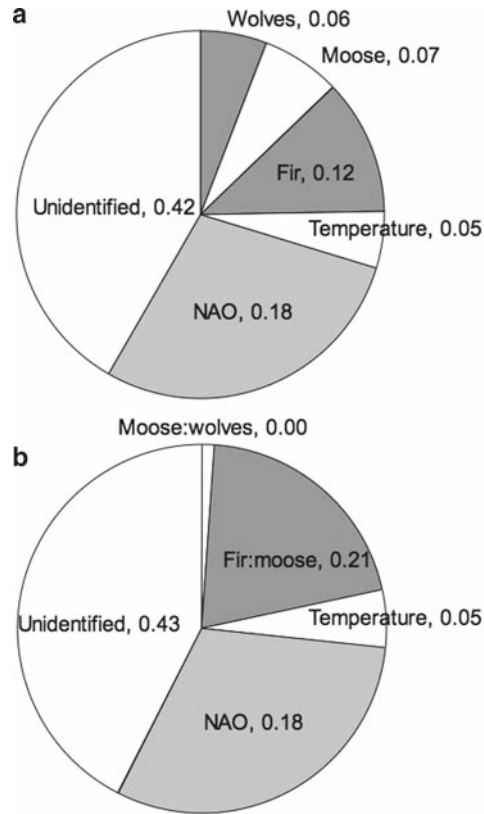 a
Wolves, 0.06
Moose, 0.07
Fir, 0.12
Unidentified, 0.42
Temperature, 0.05
NAO, 0.18
Moose:wolves, 0.00
b
Fir:moose, 0.21
Unidentified, 0.43
Temperature, 0.05
NAO, 0.18